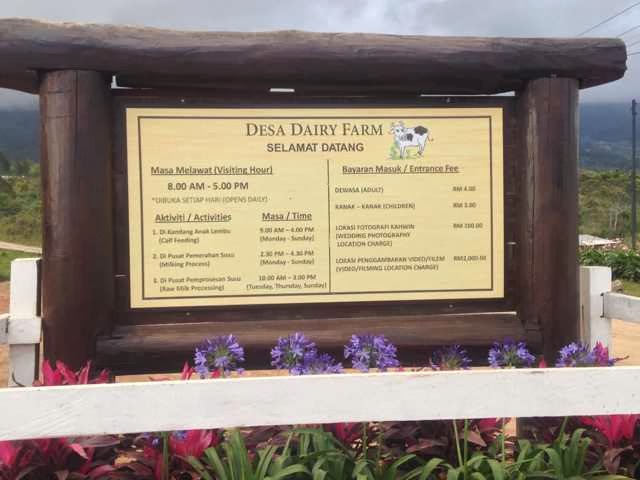 DESA DAIRY FARM
SELAMAT DATANG
Masa Melawat (Visiting Hour)
8.00 AM - 5.00 PM
*DIBUKA SETIAP HARI (OPENS DAILY)
Aktiviti / Activities Masa / Time
1. Di Kandang Anak Lembu 9.00 AM – 4.00 PM
(Calf Feeding) (Monday - Sunday)
2. Di Pusat Pemerahan Susu 2.30 PM – 4.30 PM
(Milking Process) (Monday - Sunday)
3. Di Pusat Pemprosesan Susu 10.00 AM – 3.00 PM
(Raw Milk Processing) (Tuesday, Thursday, Sunday)
Bayaran Masuk / Entrance Fee
DEWASA (ADULT) RM 4.00
KANAK – KANAK (CHILDREN) RM 3.00
LOKASI FOTOGRAFI KAHWIN RM
(WEDDING PHOTOGRAPHY
LOCATION CHARGE)
LOKASI PENGGAMBARAN VIDEO/FILEM RM2,000.00
(VIDEO/FILMING LOCATION CHARGE)